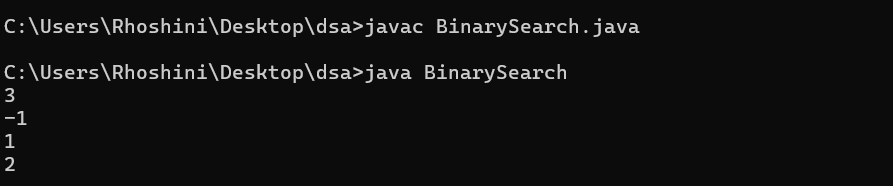 C:\Users\Rhoshini\Desktop\dsa>javac BinarySearch.java
C:\Users\Rhoshini\Desktop\dsa>java BinarySearch
3
-1
1
2